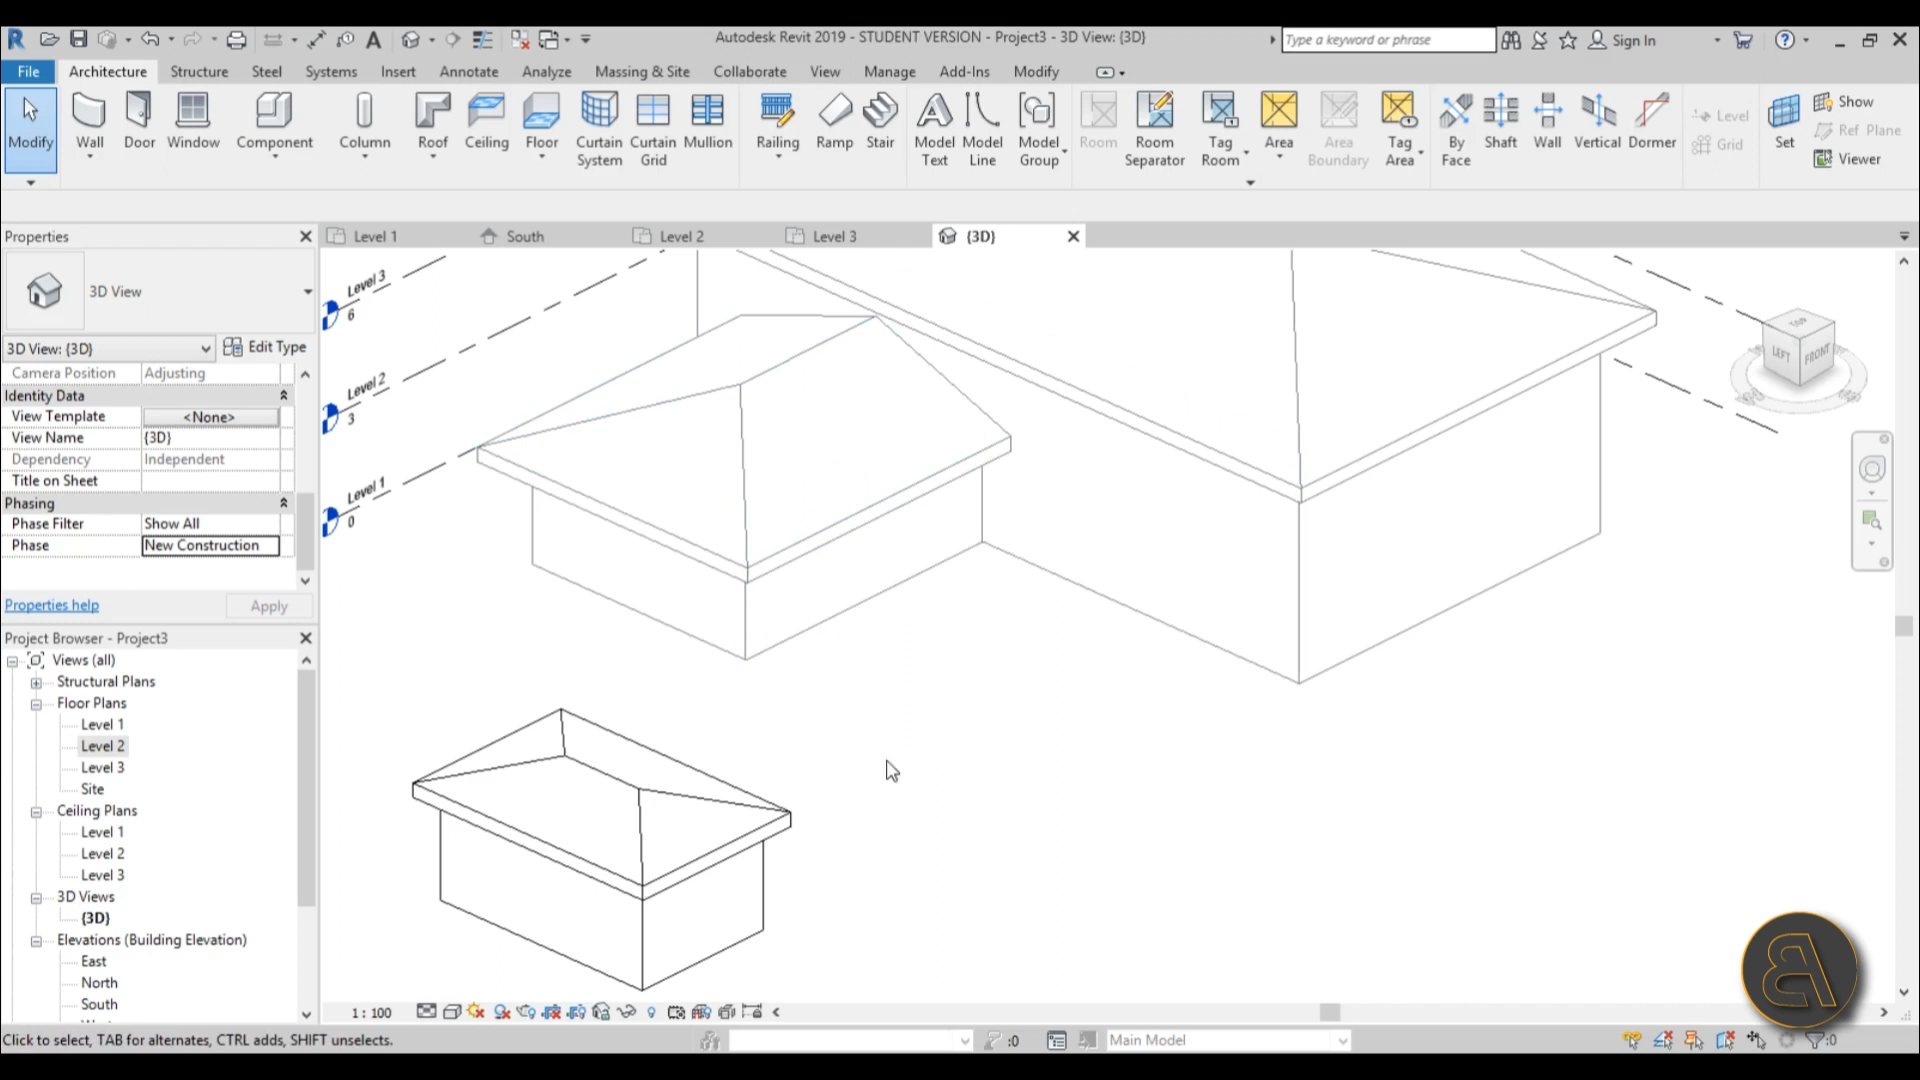 Autodesk Revit 2019 - STUDENT VERSION - Project3 - 3D View: {3D}
Type a keyword or phrase
Sign In
File Architecture Structure Steel Systems Insert Annotate Analyze Massing & Site Collaborate View Manage Add-Ins Modify
Modify
Wall
Door
Window
Component
Column
Roof
Ceiling
Floor
Curtain System
Curtain Grid
Mullion
Railing
Ramp
Stair
Model Text
Model Line
Model Group
Room
Room Separator
Tag Room
Area
Area Boundary
Tag Area
By Face
Shaft
Wall
Vertical
Dormer
Level
Grid
Set
Show
Ref Plane
Viewer
Properties
3D View
3D View: {3D}
Edit Type
Camera Position Adjusting
Identity Data
View Template <None>
View Name {3D}
Dependency Independent
Title on Sheet
Phasing
Phase Filter Show All
Phase New Construction
Properties help
Apply
Project Browser - Project3
Views (all)
Structural Plans
Floor Plans
Level 1
Level 2
Level 3
Site
Ceiling Plans
Level 1
Level 2
Level 3
3D Views
{3D}
Elevations (Building Elevation)
East
North
South
Level 1
South
Level 2
Level 3
{3D}
Level 3
6
Level 2
3
Level 1
0
TOP
LEFT
FRONT
1 : 100
Click to select, TAB for alternates, CTRL adds, SHIFT unselects.
:0
Main Model
:0